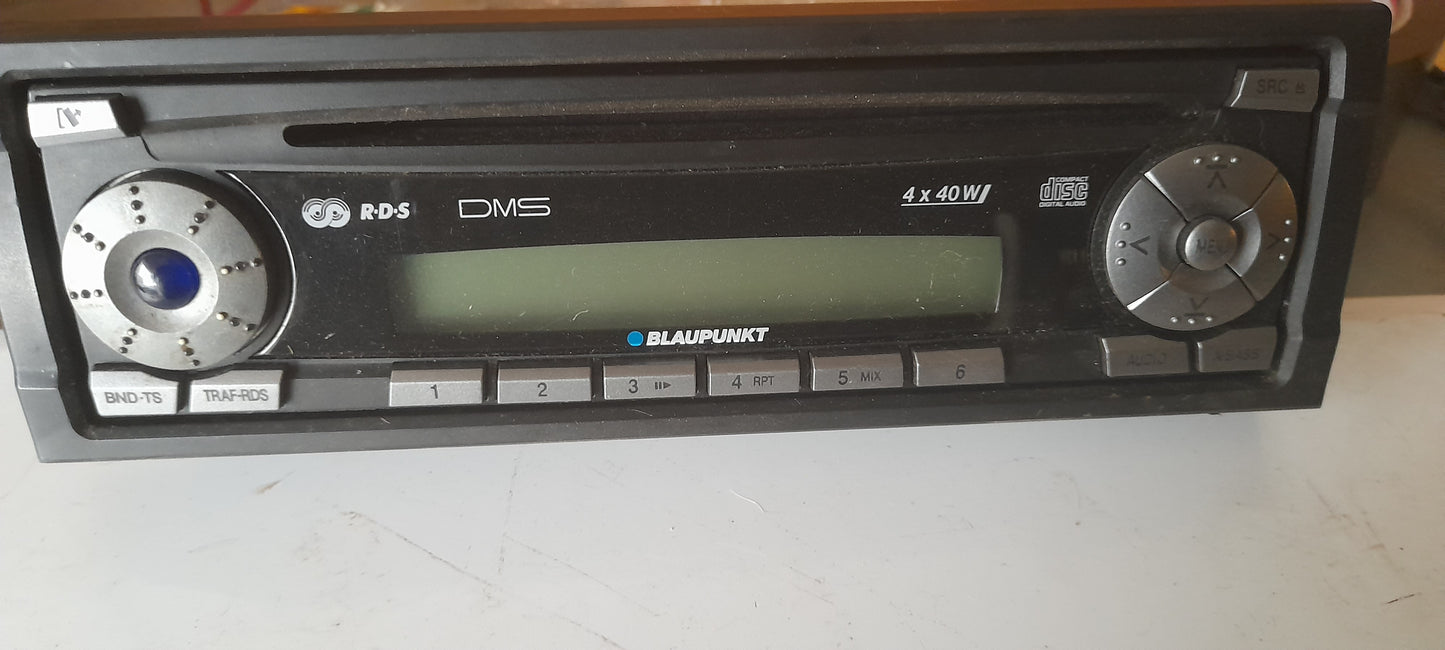 SRC
R·D·S
DMS
4 x 40W
COMPACT
disc
DIGITAL AUDIO
MENU
BLAUPUNKT
BND-TS
TRAF-RDS
1
2
3
4 RPT
5 MIX
6
AUDIO
X-BASS